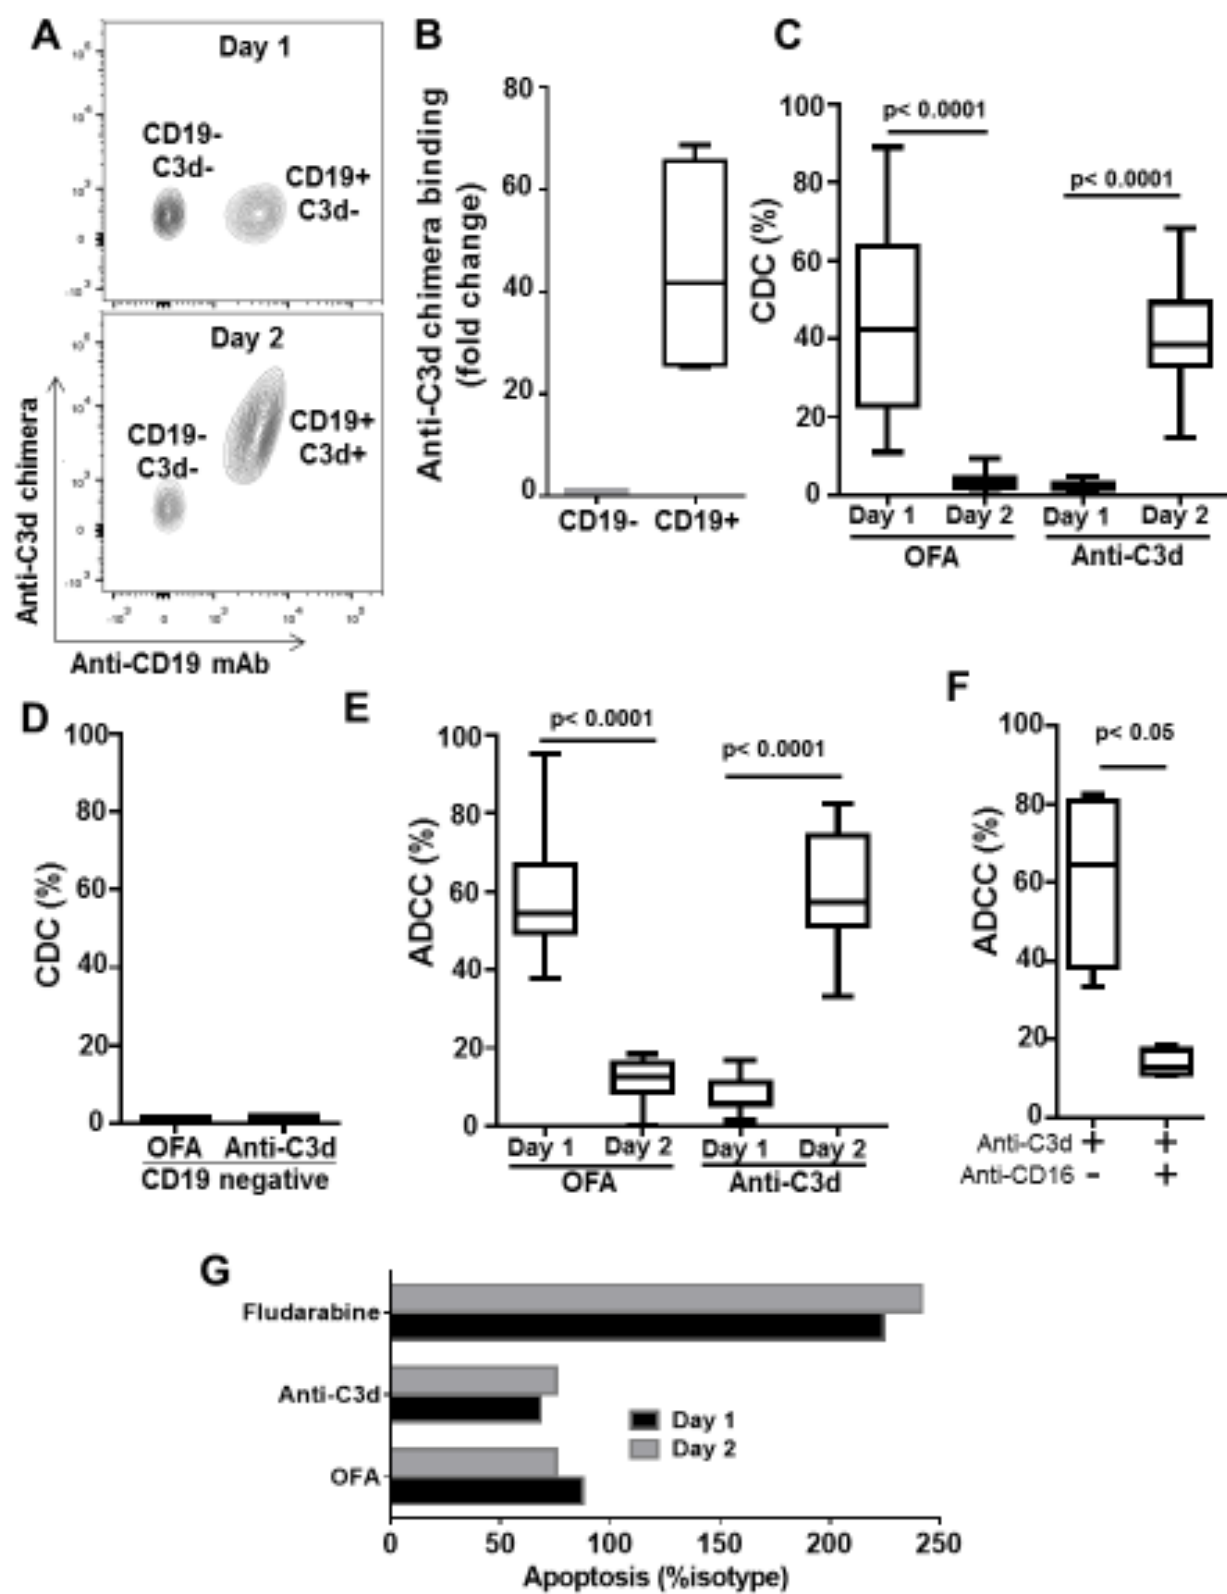 A
Day 1
CD19-
C3d-
CD19+
C3d-
Day 2
CD19-
C3d-
CD19+
C3d+
Anti-C3d chimera
Anti-CD19 mAb
B
Anti-C3d chimera binding
(fold change)
80
60
40
20
0
CD19- CD19+
C
CDC (%)
100
80
60
40
20
0
p< 0.0001
p< 0.0001
Day 1 Day 2 Day 1 Day 2
OFA Anti-C3d
D
CDC (%)
100
80
60
40
20
0
OFA Anti-C3d
CD19 negative
E
ADCC (%)
100
80
60
40
20
0
p< 0.0001
p< 0.0001
Day 1 Day 2 Day 1 Day 2
OFA Anti-C3d
F
ADCC (%)
100
80
60
40
20
0
p< 0.05
Anti-C3d + +
Anti-CD16 - +
G
Fludarabine
Anti-C3d
OFA
Day 1
Day 2
0 50 100 150 200 250
Apoptosis (%isotype)